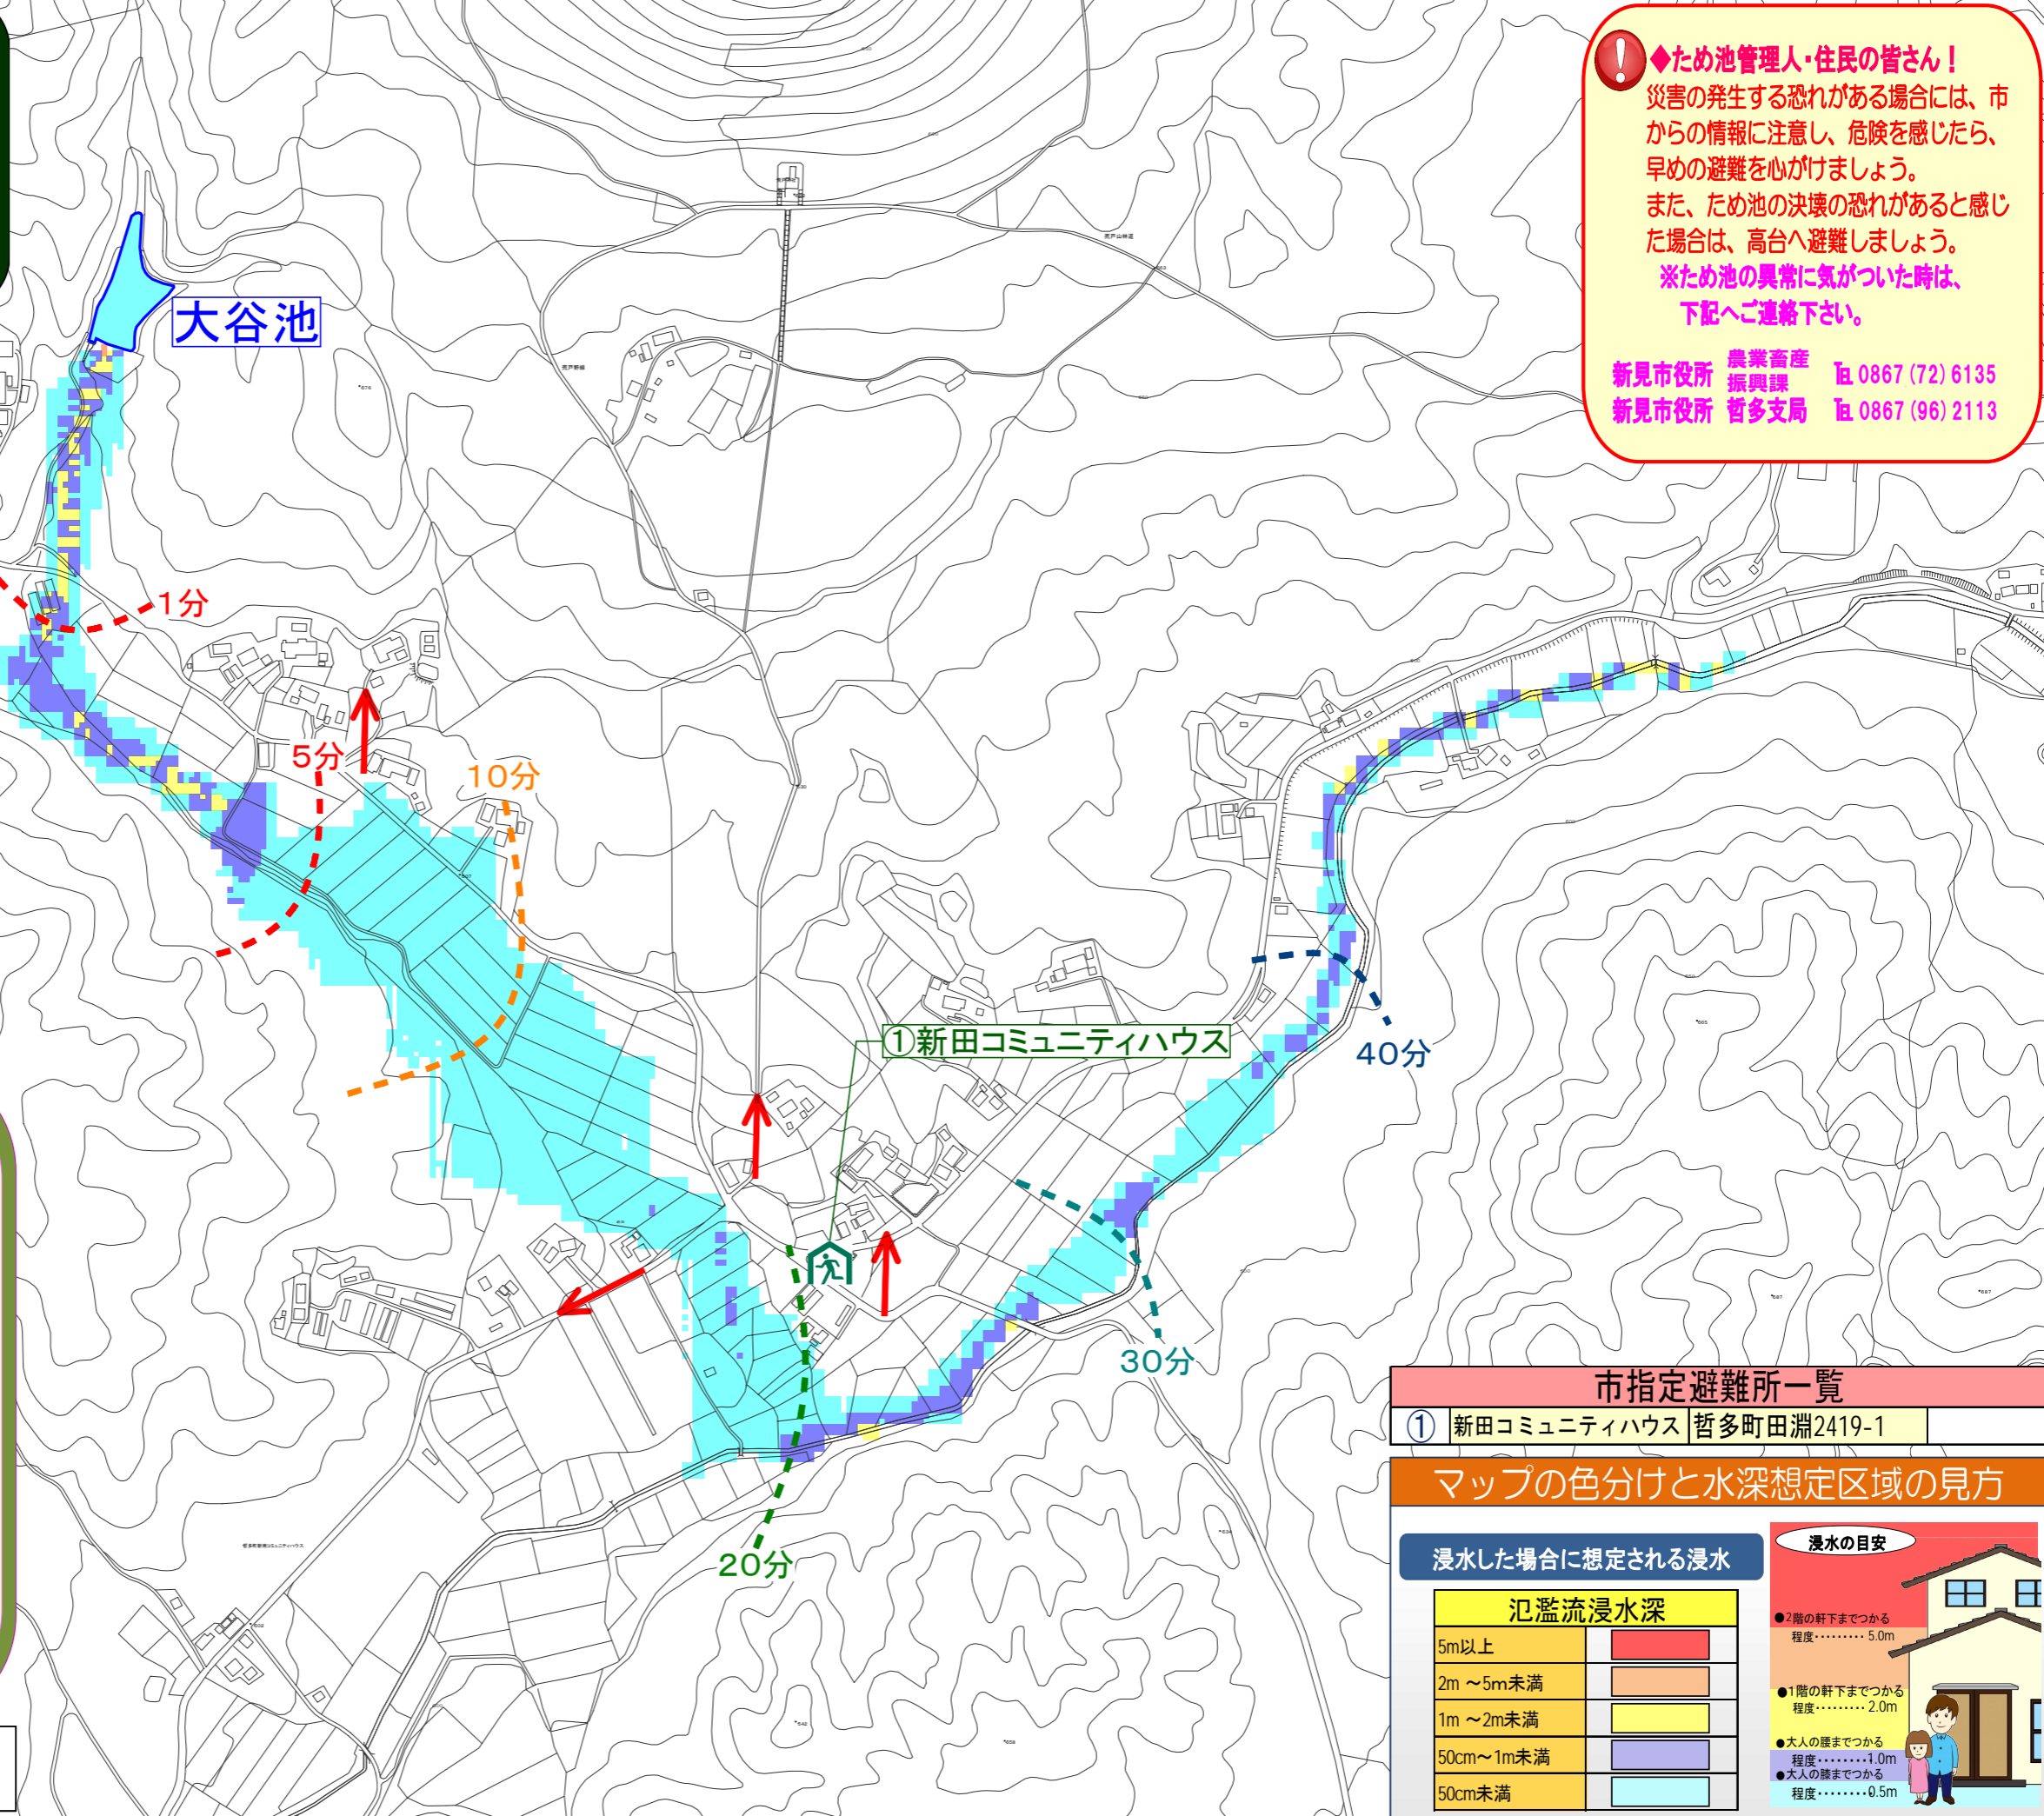 ◆ため池管理人・住民の皆さん！
災害の発生する恐れがある場合には、市
からの情報に注意し、危険を感じたら、
早めの避難を心がけましょう。
また、ため池の決壊の恐れがあると感じ
た場合は、高台へ避難しましょう。
※ため池の異常に気がついた時は、
下記へご連絡下さい。
新見市役所 農業畜産振興課 ℡ 0867(72)6135
新見市役所 哲多支局 ℡ 0867(96)2113
大谷池
1分
5分
10分
①新田コミュニティハウス
40分
30分
20分
市指定避難所一覧
① 新田コミュニティハウス 哲多町田淵2419-1
マップの色分けと水深想定区域の見方
浸水した場合に想定される浸水
氾濫流浸水深
5m以上
2m ～5m未満
1m ～2m未満
50cm～1m未満
50cm未満
浸水の目安
●2階の軒下までつかる
程度・・・・・・・・・ 5.0m
●1階の軒下までつかる
程度・・・・・・・・・ 2.0m
●大人の腰までつかる
程度・・・・・・・・1.0m
●大人の膝までつかる
程度・・・・・・・・0.5m